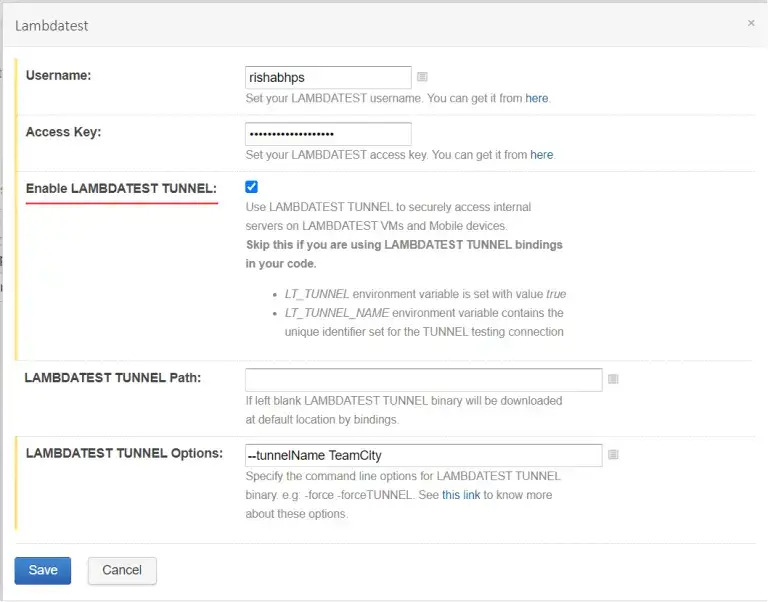 Lambdatest
×
Username:
rishabhps
Set your LAMBDATEST username. You can get it from here.
Access Key:
•••••••••••••••••••
Set your LAMBDATEST access key. You can get it from here.
Enable LAMBDATEST TUNNEL:
Use LAMBDATEST TUNNEL to securely access internal
servers on LAMBDATEST VMs and Mobile devices.
Skip this if you are using LAMBDATEST TUNNEL bindings
in your code.
• LT_TUNNEL environment variable is set with value true
• LT_TUNNEL_NAME environment variable contains the
unique identifier set for the TUNNEL testing connection
LAMBDATEST TUNNEL Path:
If left blank LAMBDATEST TUNNEL binary will be downloaded
at default location by bindings.
LAMBDATEST TUNNEL Options:
--tunnelName TeamCity
Specify the command line options for LAMBDATEST TUNNEL
binary. e.g: -force -forceTUNNEL. See this link to know more
about these options.
Save
Cancel